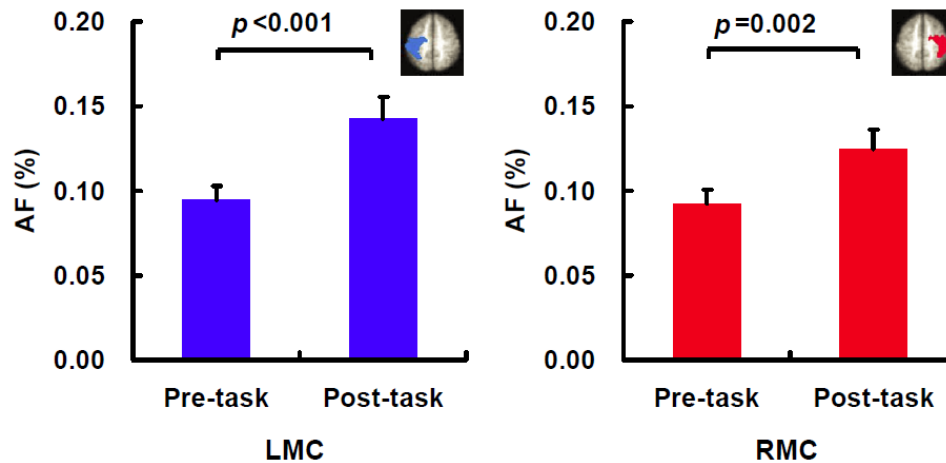 p<0.001
AF (%)
0.20
0.15
0.10
0.05
0.00
Pre-task Post-task
LMC
p=0.002
AF (%)
0.20
0.15
0.10
0.05
0.00
Pre-task Post-task
RMC